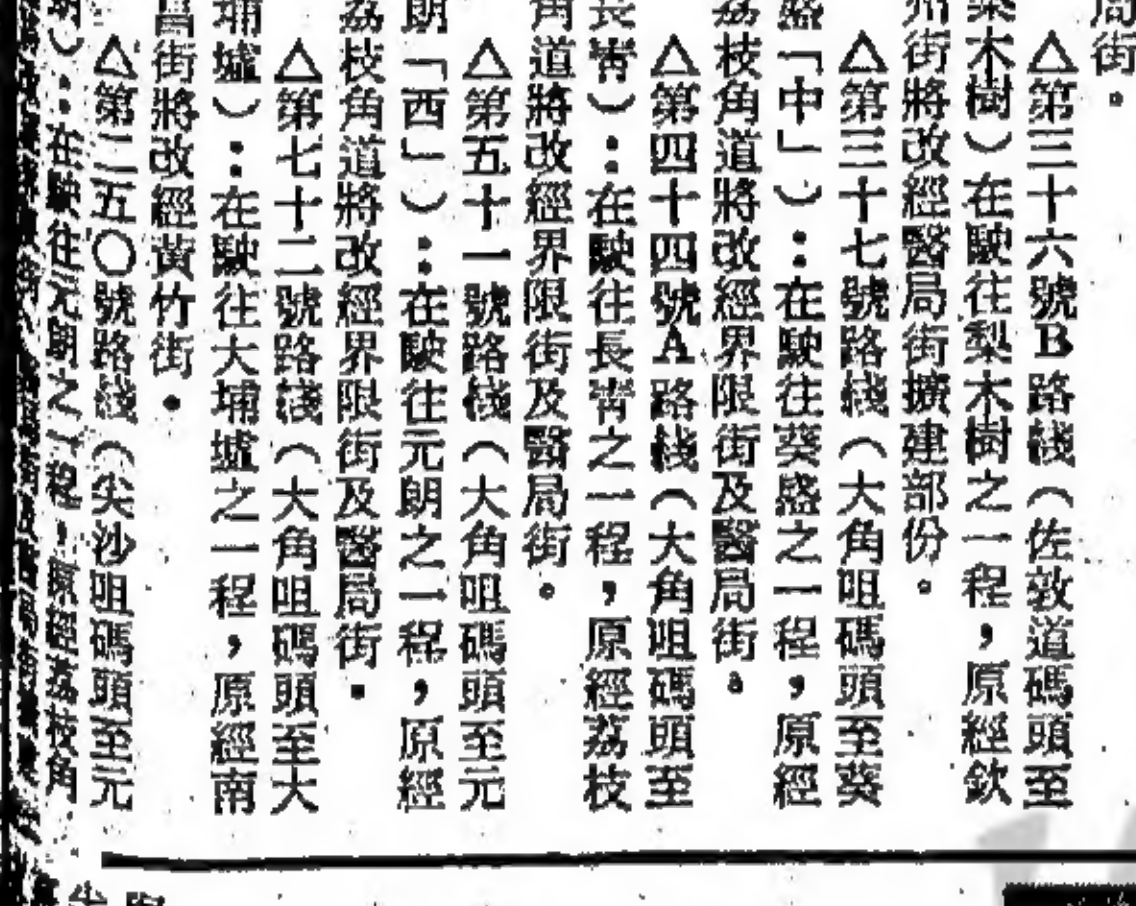 局街。
△第三十六號B路綫（佐敦道碼頭至
梨木樹）在駛往梨木樹之一程，原經欽
州街將改經醫局街擴建部份。
△第三十七號路綫（大角咀碼頭至葵
盛「中」）：在駛往葵盛之一程，原經
荔枝角道將改經界限街及醫局街。
△第四十四號A路綫（大角咀碼頭至
長青）：在駛往長青之一程，原經荔枝
角道將改經界限街及醫局街。
△第五十一號路綫（大角咀碼頭至元
朗「西」）：在駛往元朗之一程，原經
荔枝角道將改經界限街及醫局街。
△第七十二號路綫（大角咀碼頭至大
埔墟）：在駛往大埔墟之一程，原經南
昌街將改經黃竹街。
△第二五〇號路綫（尖沙咀碼頭至元
朗）：在駛往元朗之一程，原經荔枝角